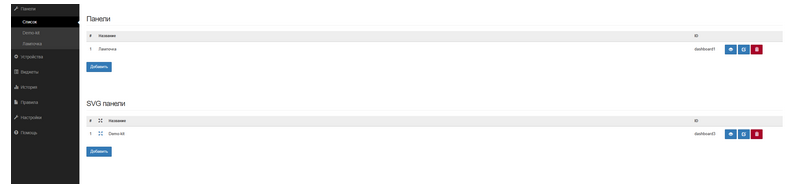 Панели
Список
Demo-kit
Лампочка
Устройства
Виджеты
История
Правила
Настройки
Помощь
Панели
# Название ID
1 Лампочка dashboard1
Добавить
SVG панели
# Название ID
1 Demo-kit dashboard2
Добавить